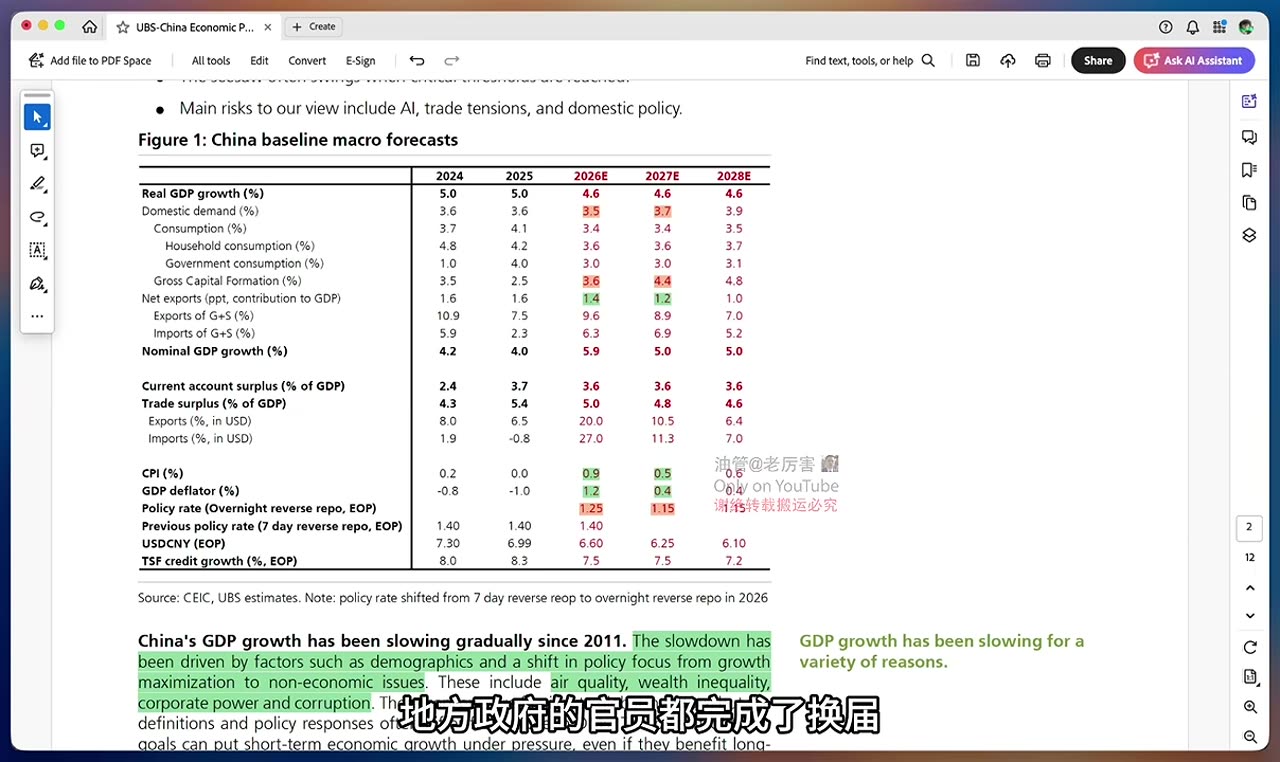 UBS-China Economic P...
Create
Add file to PDF Space
All tools
Edit
Convert
E-Sign
Find text, tools, or help
Share
Ask AI Assistant
The seesaw often swings when critical thresholds are reached.
• Main risks to our view include AI, trade tensions, and domestic policy.
Figure 1: China baseline macro forecasts
2024 2025 2026E 2027E 2028E
Real GDP growth (%) 5.0 5.0 4.6 4.6 4.6
Domestic demand (%) 3.6 3.6 3.5 3.7 3.9
Consumption (%) 3.7 4.1 3.4 3.4 3.5
Household consumption (%) 4.8 4.2 3.6 3.6 3.7
Government consumption (%) 1.0 4.0 3.0 3.0 3.1
Gross Capital Formation (%) 3.5 2.5 3.6 4.4 4.8
Net exports (ppt, contribution to GDP) 1.6 1.6 1.4 1.2 1.0
Exports of G+S (%) 10.9 7.5 9.6 8.9 7.0
Imports of G+S (%) 5.9 2.3 6.3 6.9 5.2
Nominal GDP growth (%) 4.2 4.0 5.9 5.0 5.0
Current account surplus (% of GDP) 2.4 3.7 3.6 3.6 3.6
Trade surplus (% of GDP) 4.3 5.4 5.0 4.8 4.6
Exports (%, in USD) 8.0 6.5 20.0 10.5 6.4
Imports (%, in USD) 1.9 -0.8 27.0 11.3 7.0
CPI (%) 0.2 0.0 0.9 0.5 0.6
GDP deflator (%) -0.8 -1.0 1.2 0.4 0.4
Policy rate (Overnight reverse repo, EOP) 1.25 1.15 1.15
Previous policy rate (7 day reverse repo, EOP) 1.40 1.40 1.40
USDCNY (EOP) 7.30 6.99 6.60 6.25 6.10
TSF credit growth (%, EOP) 8.0 8.3 7.5 7.5 7.2
油管@老厉害
Only on YouTube
谢绝转载搬运必究
Source: CEIC, UBS estimates. Note: policy rate shifted from 7 day reverse reop to overnight reverse repo in 2026
China's GDP growth has been slowing gradually since 2011. The slowdown has
been driven by factors such as demographics and a shift in policy focus from growth
maximization to non-economic issues. These include air quality, wealth inequality,
corporate power and corruption. Th
definitions and policy responses of
goals can put short-term economic growth under pressure, even if they benefit long-
GDP growth has been slowing for a
variety of reasons.
地方政府的官员都完成了换届
2
12